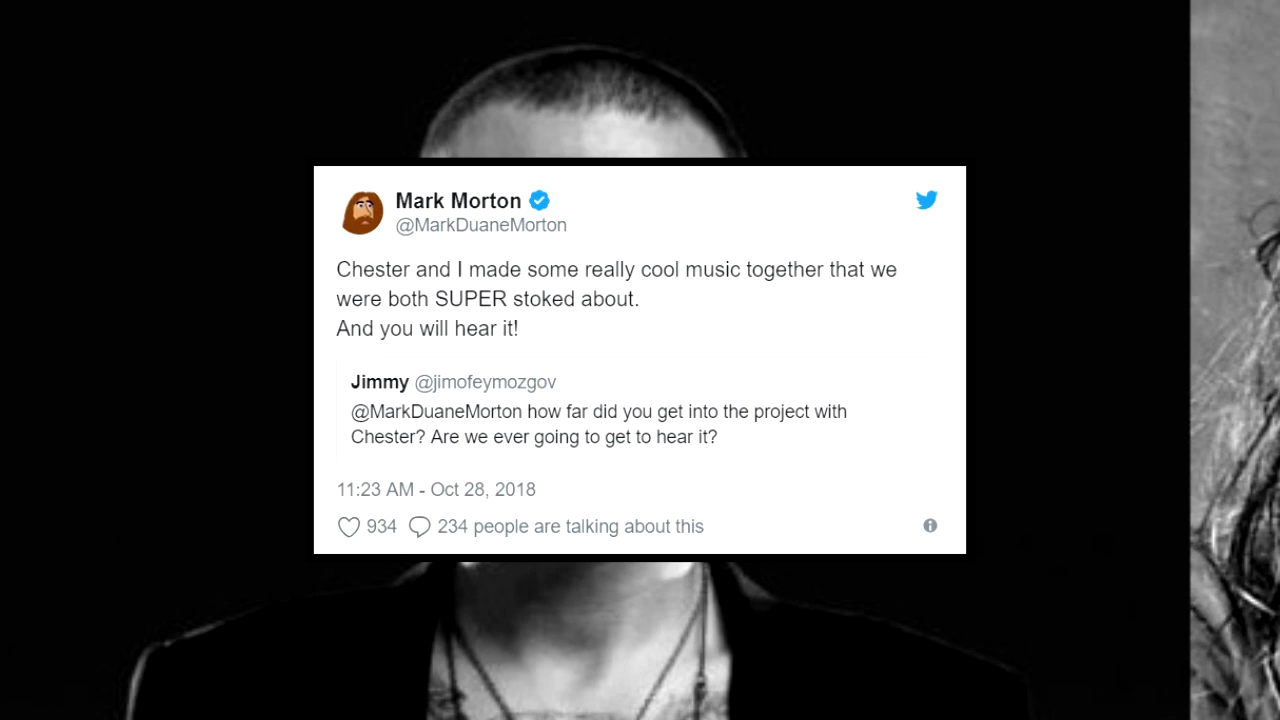 Mark Morton
@MarkDuaneMorton
Chester and I made some really cool music together that we
were both SUPER stoked about.
And you will hear it!
Jimmy @jimofeymozgov
@MarkDuaneMorton how far did you get into the project with
Chester? Are we ever going to get to hear it?
11:23 AM - Oct 28, 2018
934 234 people are talking about this